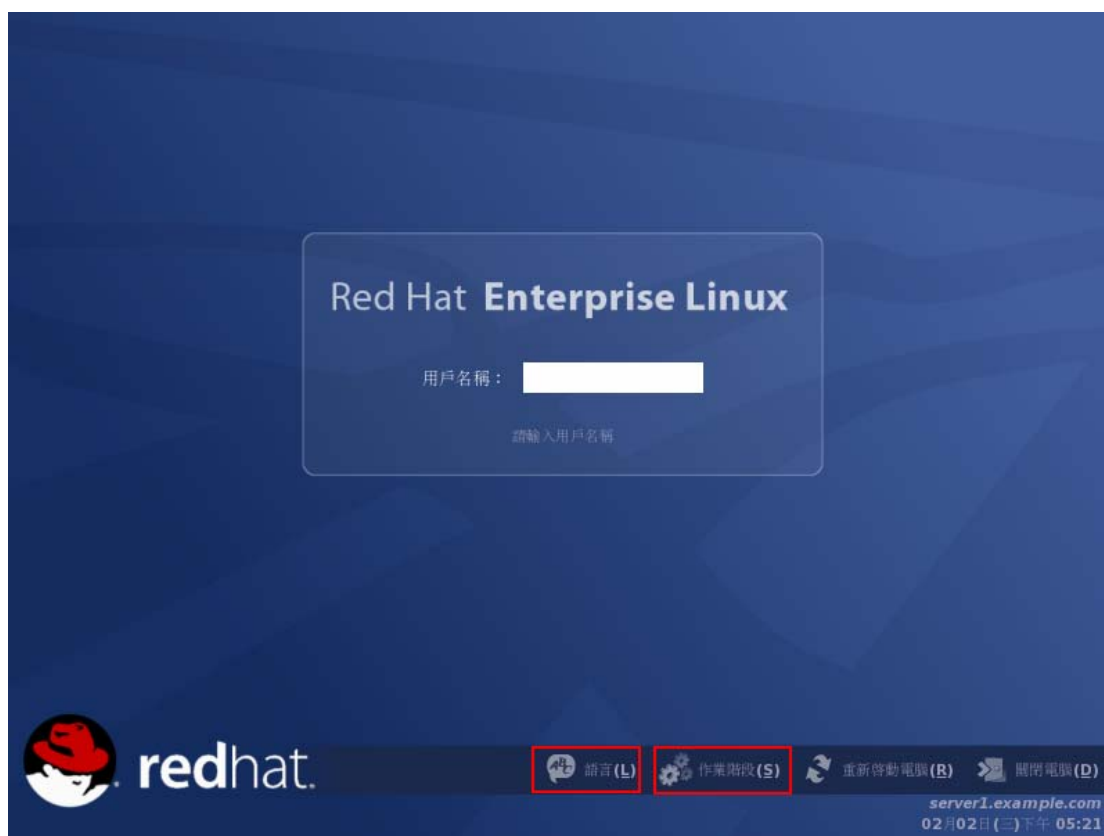 Red Hat Enterprise Linux
用戶名稱：
請輸入用戶名稱
redhat.
語言(L) 作業階段(S) 重新啓動電腦(R) 關閉電腦(D)
server1.example.com
02月02日(三)下午 05:21